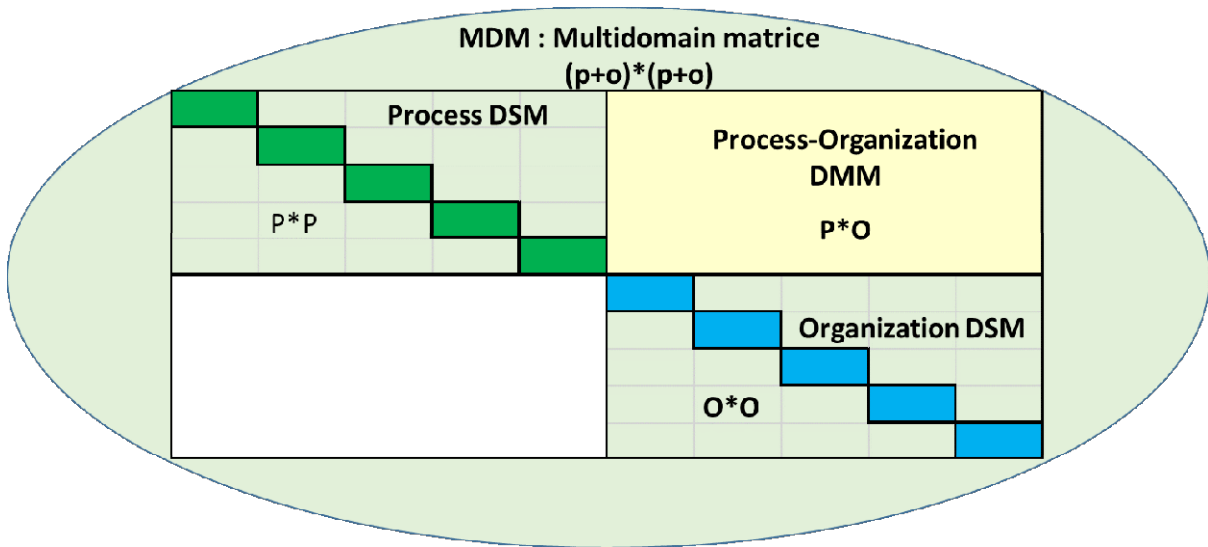 MDM : Multidomain matrice
(p+o)*(p+o)
Process DSM
P*P
Process-Organization
DMM
P*O
Organization DSM
O*O